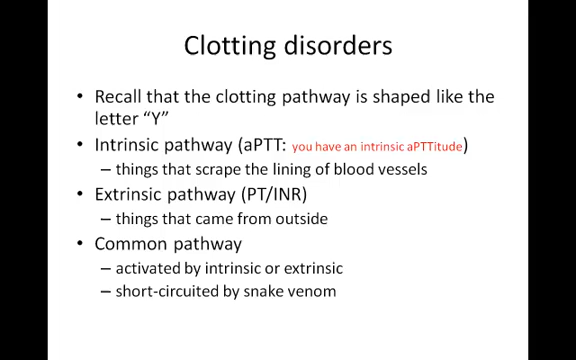 Clotting disorders
• Recall that the clotting pathway is shaped like the
letter “Y”
• Intrinsic pathway (aPTT: you have an intrinsic aPTTitude)
– things that scrape the lining of blood vessels
• Extrinsic pathway (PT/INR)
– things that came from outside
• Common pathway
– activated by intrinsic or extrinsic
– short-circuited by snake venom